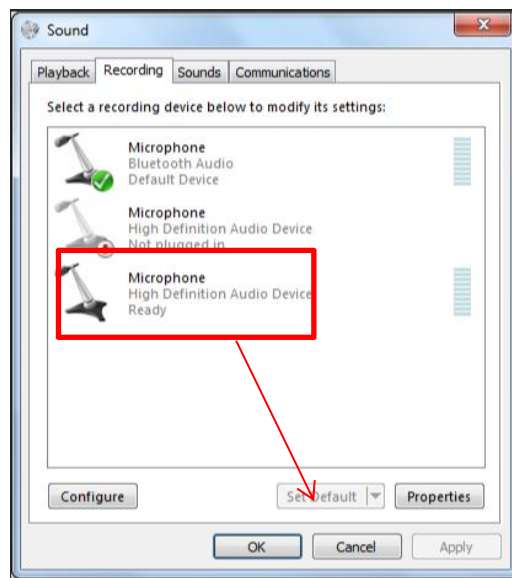 Sound
Playback Recording Sounds Communications
Select a recording device below to modify its settings:
Microphone
Bluetooth Audio
Default Device
Microphone
High Definition Audio Device
Not plugged in
Microphone
High Definition Audio Device
Ready
Configure Set Default Properties
OK Cancel Apply